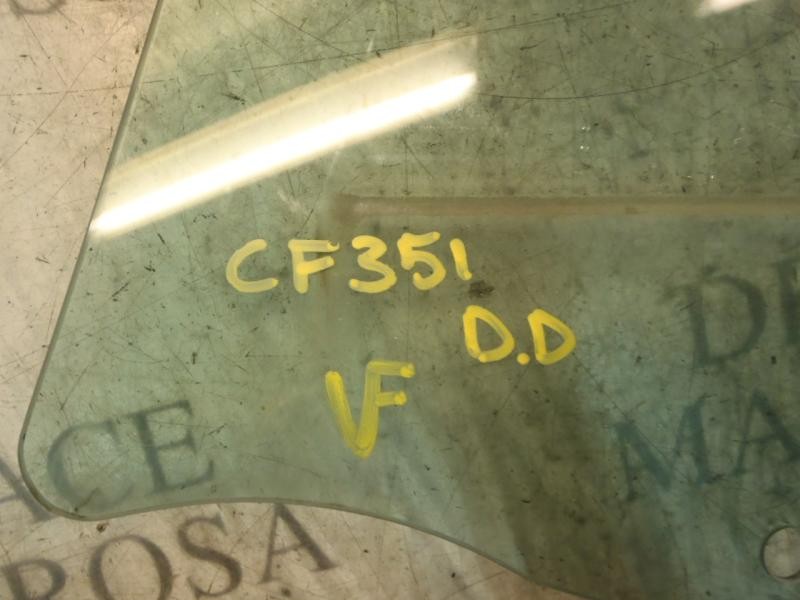 CF351
D.D
VF
DE
MA
ACE
ROSA